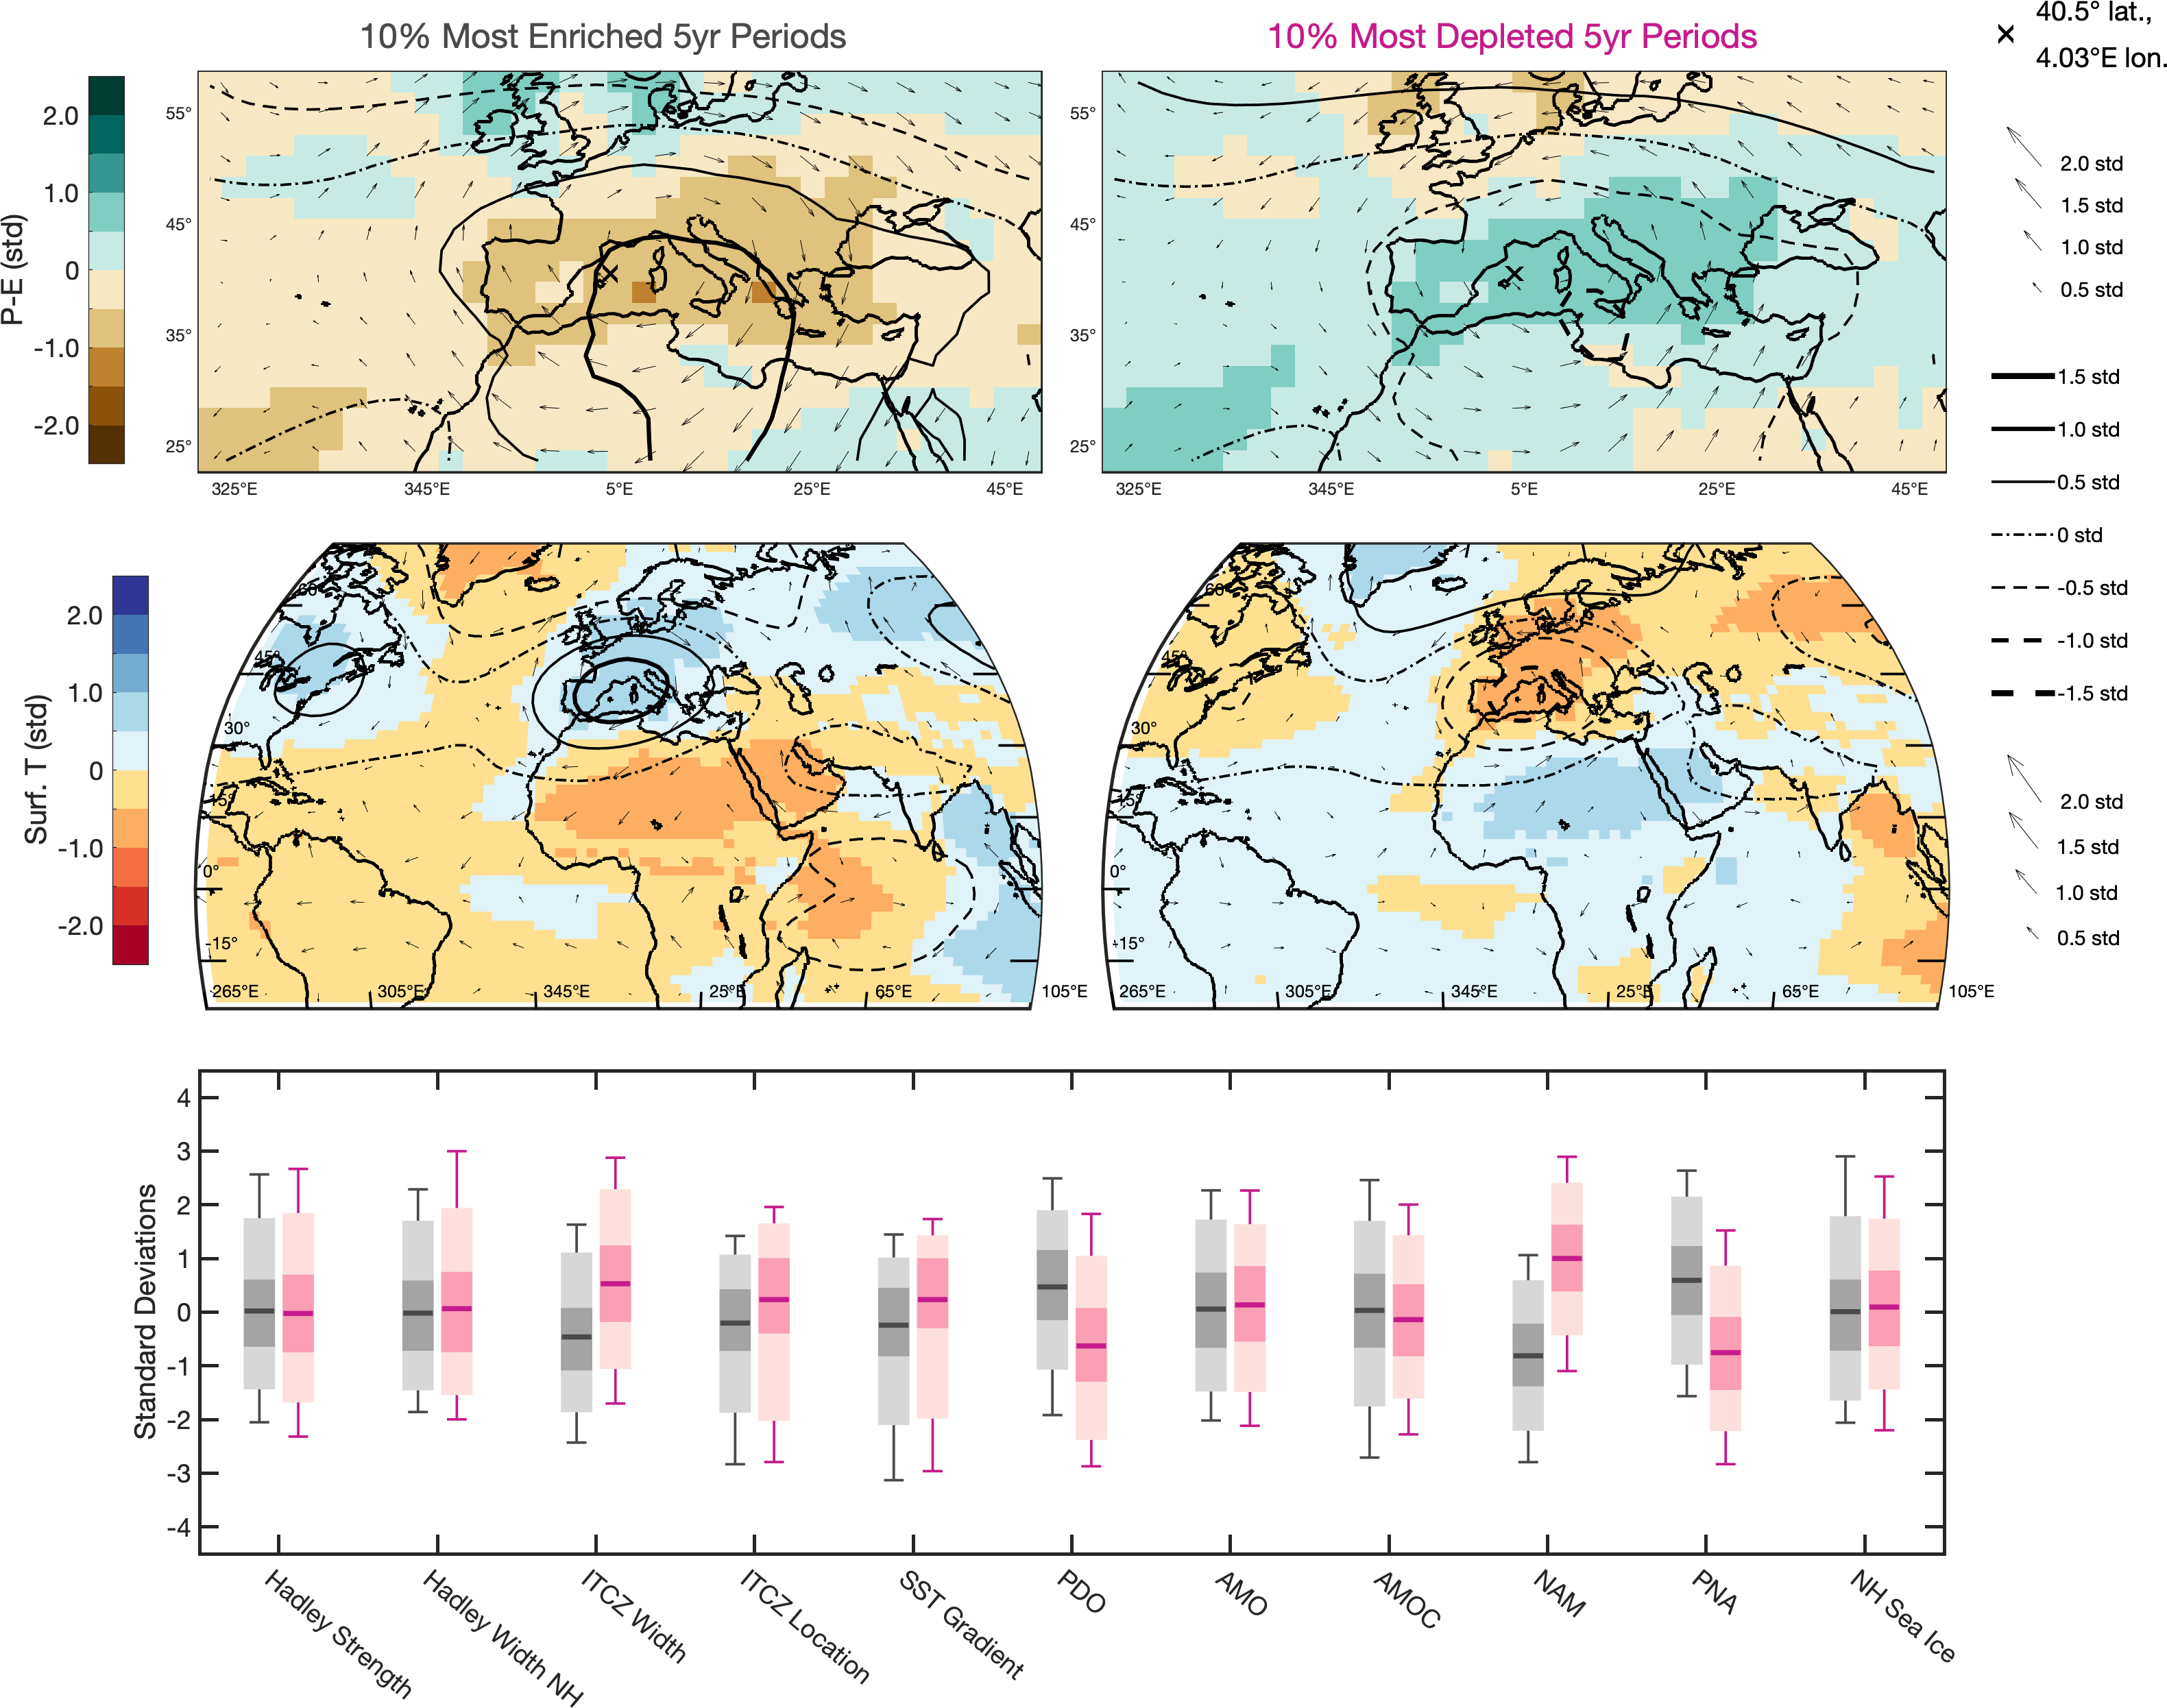 10% Most Enriched 5yr Periods
10% Most Depleted 5yr Periods
40.5° lat.,
4.03°E lon.
P-E (std)
2.0
1.0
0
-1.0
-2.0
55°
45°
35°
25°
325°E
345°E
5°E
25°E
45°E
55°
45°
35°
25°
325°E
345°E
5°E
25°E
45°E
2.0 std
1.5 std
1.0 std
0.5 std
1.5 std
1.0 std
0.5 std
0 std
-0.5 std
-1.0 std
-1.5 std
Surf. T (std)
2.0
1.0
0
-1.0
-2.0
60°
45°
30°
15°
0°
-15°
265°E
305°E
345°E
25°E
65°E
105°E
60°
45°
30°
15°
0°
-15°
265°E
305°E
345°E
25°E
65°E
105°E
2.0 std
1.5 std
1.0 std
0.5 std
Standard Deviations
4
3
2
1
0
-1
-2
-3
-4
Hadley Strength
Hadley Width NH
ITCZ Width
ITCZ Location
SST Gradient
PDO
AMO
AMOC
NAM
PNA
NH Sea Ice